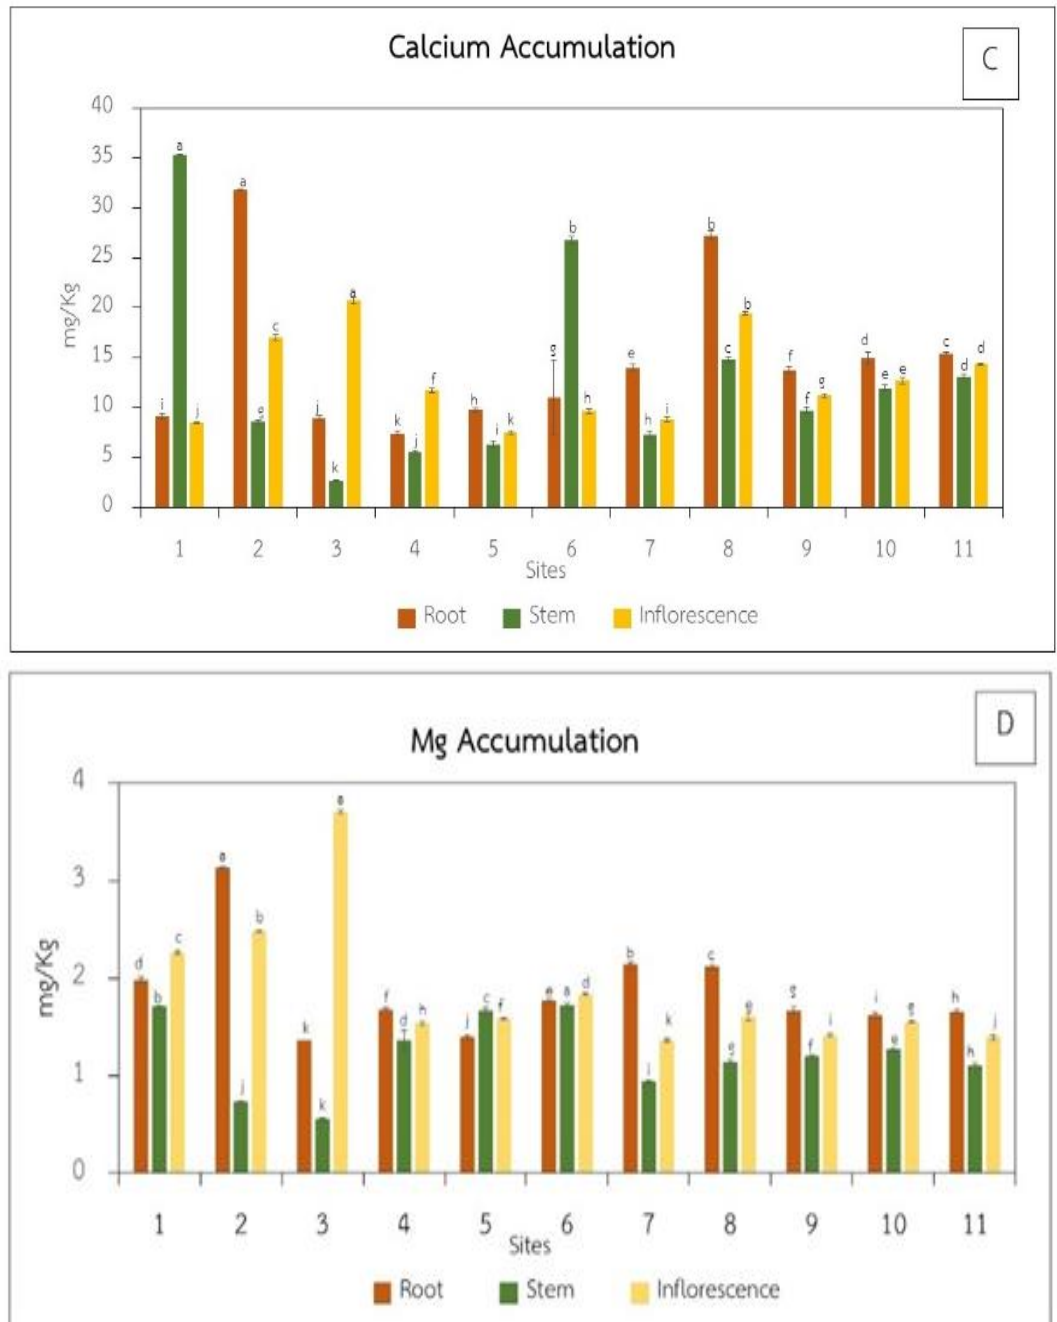 Calcium Accumulation
C
40
35
30
25
20
15
10
5
0
mg/Kg
i a j
a g c
j k a
k j f
h i k
g b h
e h i
b c b
f f g
d e e
c d d
1 2 3 4 5 6 7 8 9 10 11
Sites
Root Stem Inflorescence
D
Mg Accumulation
4
3
2
1
0
mg/Kg
d b c
a j b
k k a
f d h
j c f
e a d
b i k
c g e
g f i
i e g
h h j
1 2 3 4 5 6 7 8 9 10 11
Sites
Root Stem Inflorescence